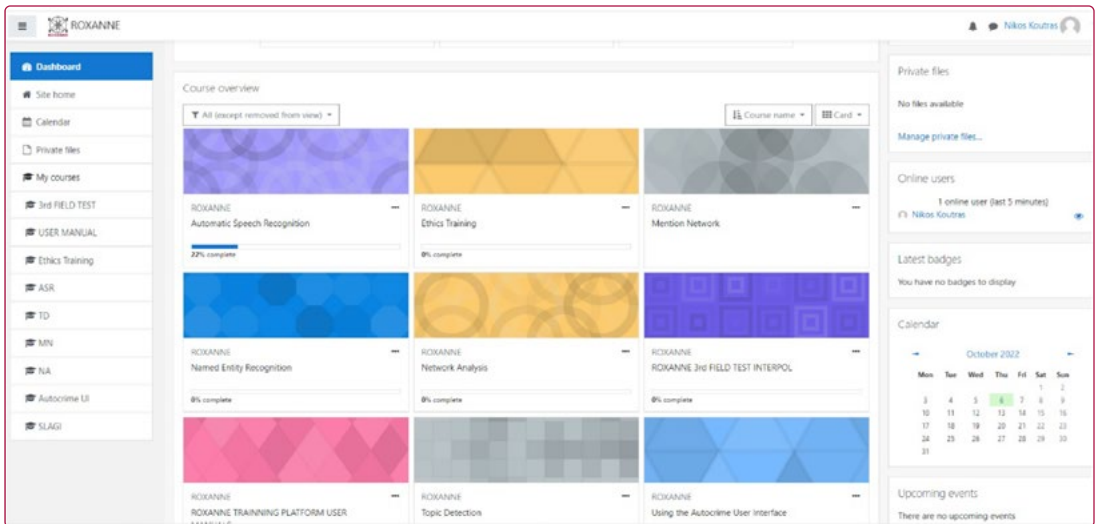 ROXANNE
Nikos Koutras
Dashboard
Site home
Calendar
Private files
My courses
3rd FIELD TEST
USER MANUAL
Ethics Training
ASR
TD
MN
NA
Autocrime UI
SLAGI
Course overview
All (except removed from view)
Course name
Card
ROXANNE
Automatic Speech Recognition
22% complete
ROXANNE
Ethics Training
0% complete
ROXANNE
Mention Network
ROXANNE
Named Entity Recognition
0% complete
ROXANNE
Network Analysis
0% complete
ROXANNE
ROXANNE 3rd FIELD TEST INTERPOL
0% complete
ROXANNE
ROXANNE TRAINNING PLATFORM USER
ROXANNE
Topic Detection
ROXANNE
Using the Autocrime User Interface
Private files
No files available
Manage private files...
Online users
1 online user (last 5 minutes)
Nikos Koutras
Latest badges
You have no badges to display
Calendar
October 2022
Mon Tue Wed Thu Fri Sat Sun
1 2
3 4 5 6 7 8 9
10 11 12 13 14 15 16
17 18 19 20 21 22 23
24 25 26 27 28 29 30
31
Upcoming events
There are no upcoming events